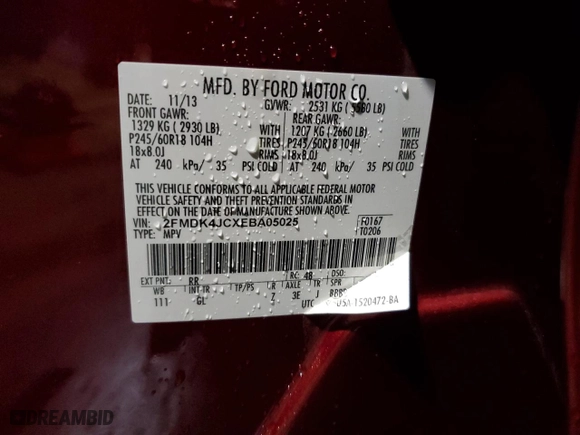 MFD. BY FORD MOTOR CO.
DATE: 11/13 GVWR: 2531 KG ( LB)
FRONT GAWR: REAR GAWR:
1329 KG ( 2930 LB) WITH 1207 KG ( 2660 LB) WITH
P245/60R18 104H TIRES P245/60R18 104H TIRES
18x8.0J RIMS 18x8.0J RIMS
AT 240 kPa/ 35 PSI COLD AT 240 kPa/ 35 PSI COLD
THIS VEHICLE CONFORMS TO ALL APPLICABLE FEDERAL MOTOR
VEHICLE SAFETY AND THEFT PREVENTION STANDARDS IN
EFFECT ON THE DATE OF MANUFACTURE SHOWN ABOVE.
VIN: 2FMDK4JCXEBA05025 F0167
TYPE: MPV T0206
EXT PNT: RR RC: 48 DSO:
WB INT-TR TP/PS R AXLE TR SPR
111 GL Z 3E J
UTC 1520472-BA
DREAMBID